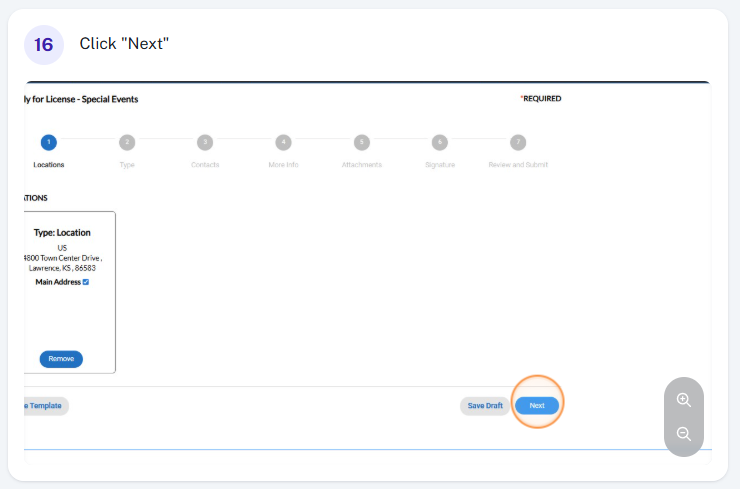 16 Click "Next"
ly for License - Special Events *REQUIRED
1 2 3 4 5 6 7
Locations Type Contacts More Info Attachments Signature Review and Submit
ATIONS
Type: Location
US
4800 Town Center Drive ,
Lawrence, KS , 86583
Main Address
Remove
e Template Save Draft Next